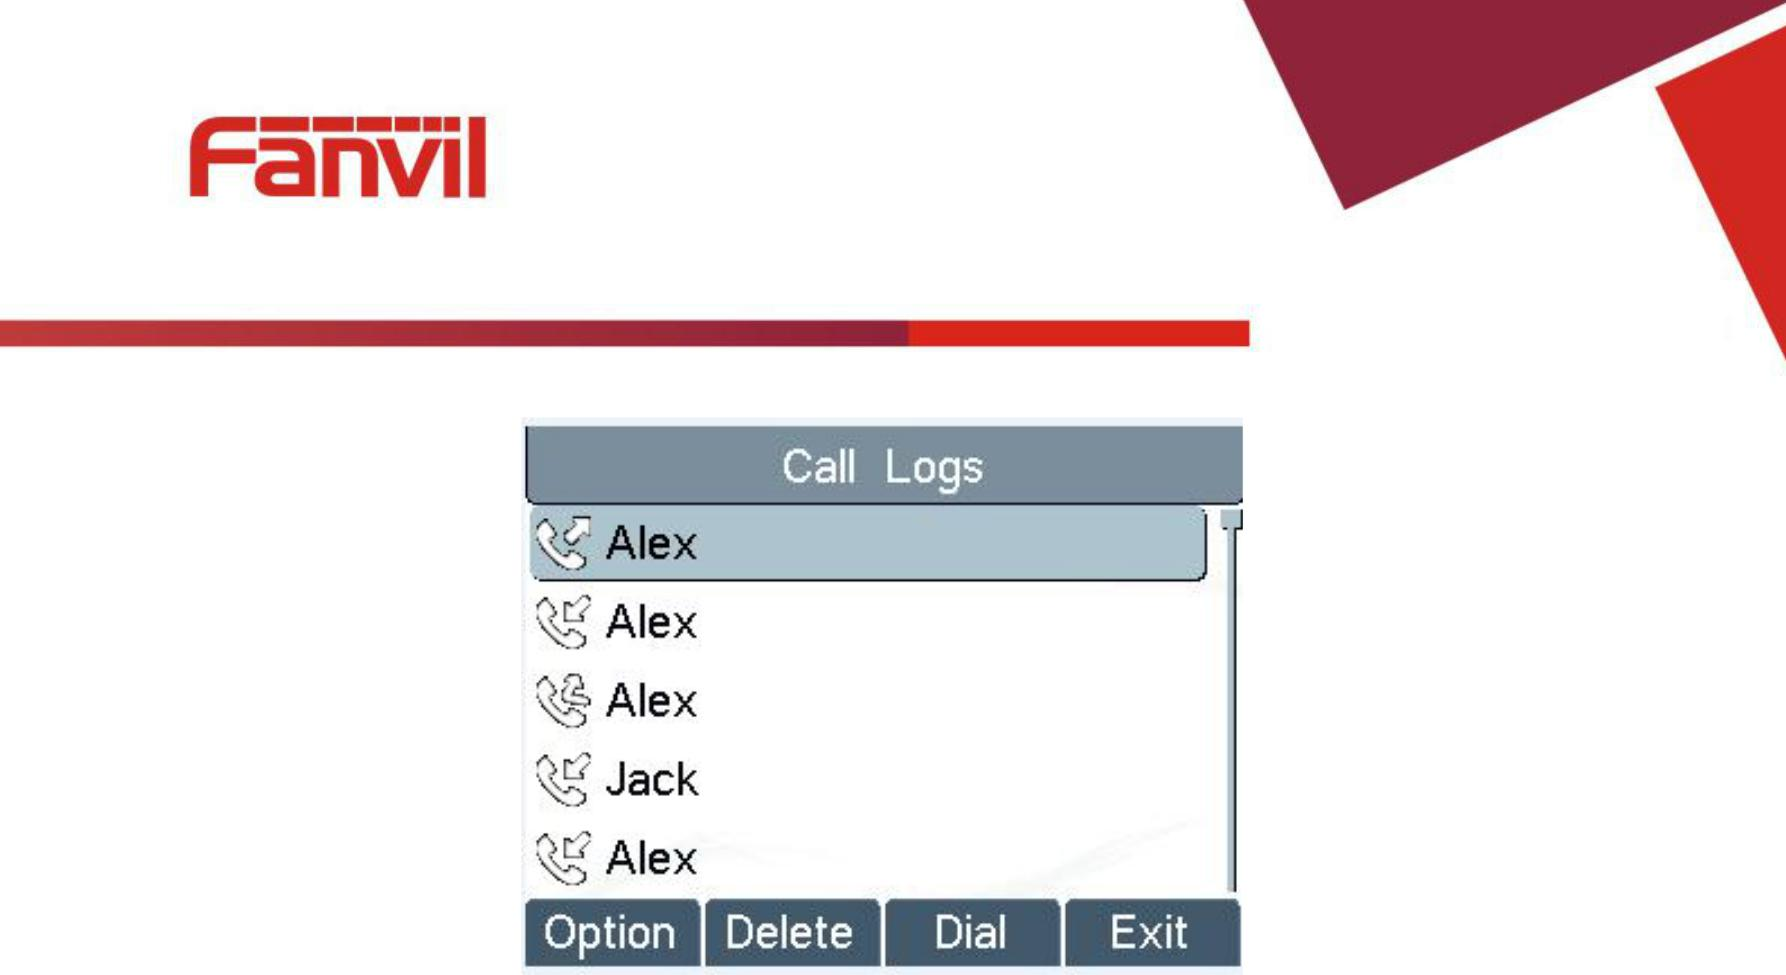 Fanvil
Call Logs
Alex
Alex
Alex
Jack
Alex
Option Delete Dial Exit